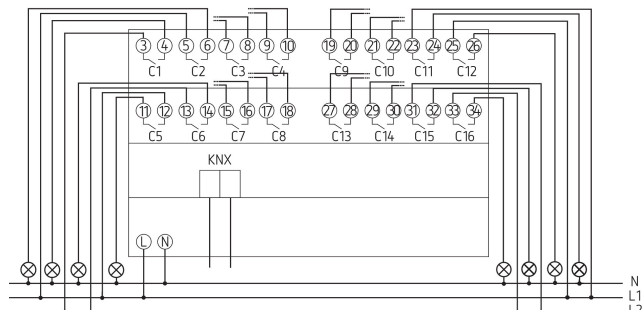 3 4 5 6 7 8 9 10 19 20 21 22 23 24 25 26
C1 C2 C3 C4 C9 C10 C11 C12
11 12 13 14 15 16 17 18 27 28 29 30 31 32 33 34
C5 C6 C7 C8 C13 C14 C15 C16
KNX
L N
N
L1
L2